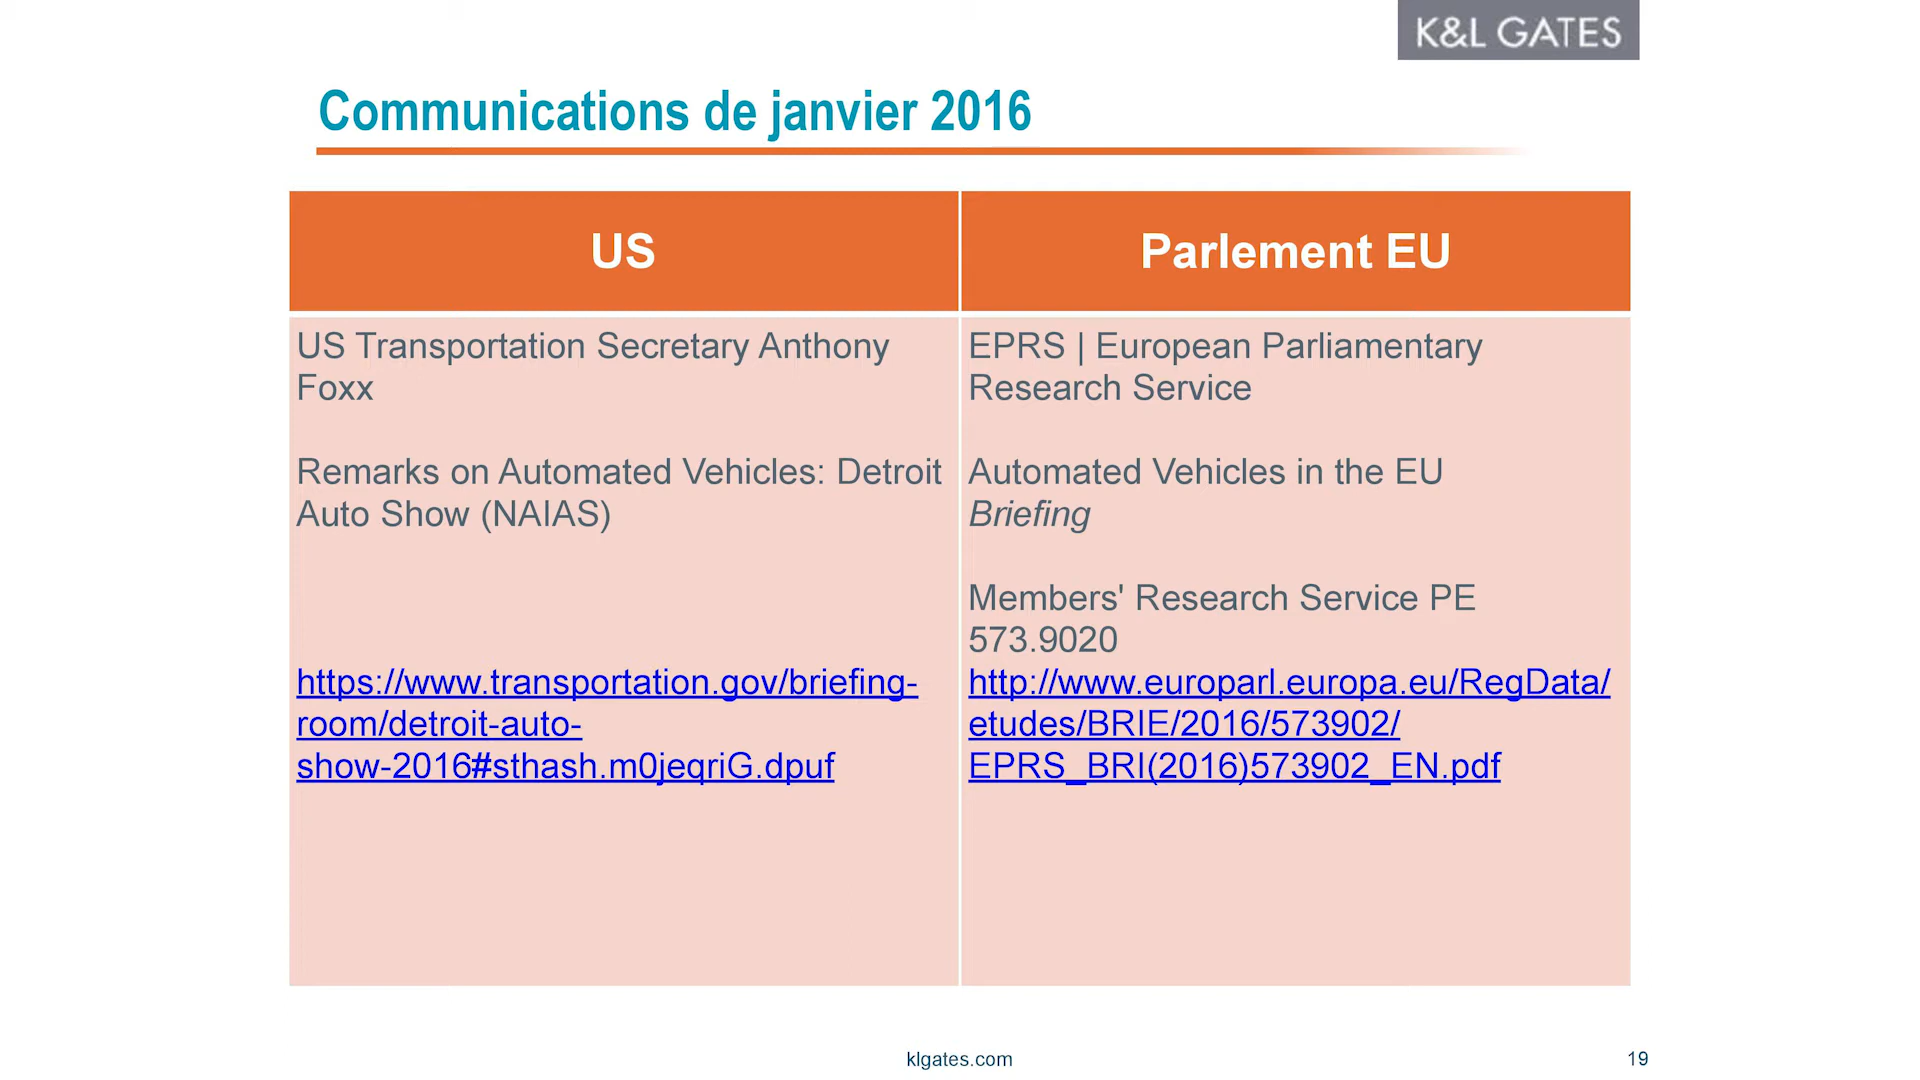 K&L GATES
Communications de janvier 2016
US
Parlement EU
US Transportation Secretary Anthony
Foxx
Remarks on Automated Vehicles: Detroit
Auto Show (NAIAS)
https://www.transportation.gov/briefing-
room/detroit-auto-
show-2016#sthash.m0jeqriG.dpuf
EPRS | European Parliamentary
Research Service
Automated Vehicles in the EU
Briefing
Members' Research Service PE
573.9020
http://www.europarl.europa.eu/RegData/
etudes/BRIE/2016/573902/
EPRS_BRI(2016)573902_EN.pdf
klgates.com
19